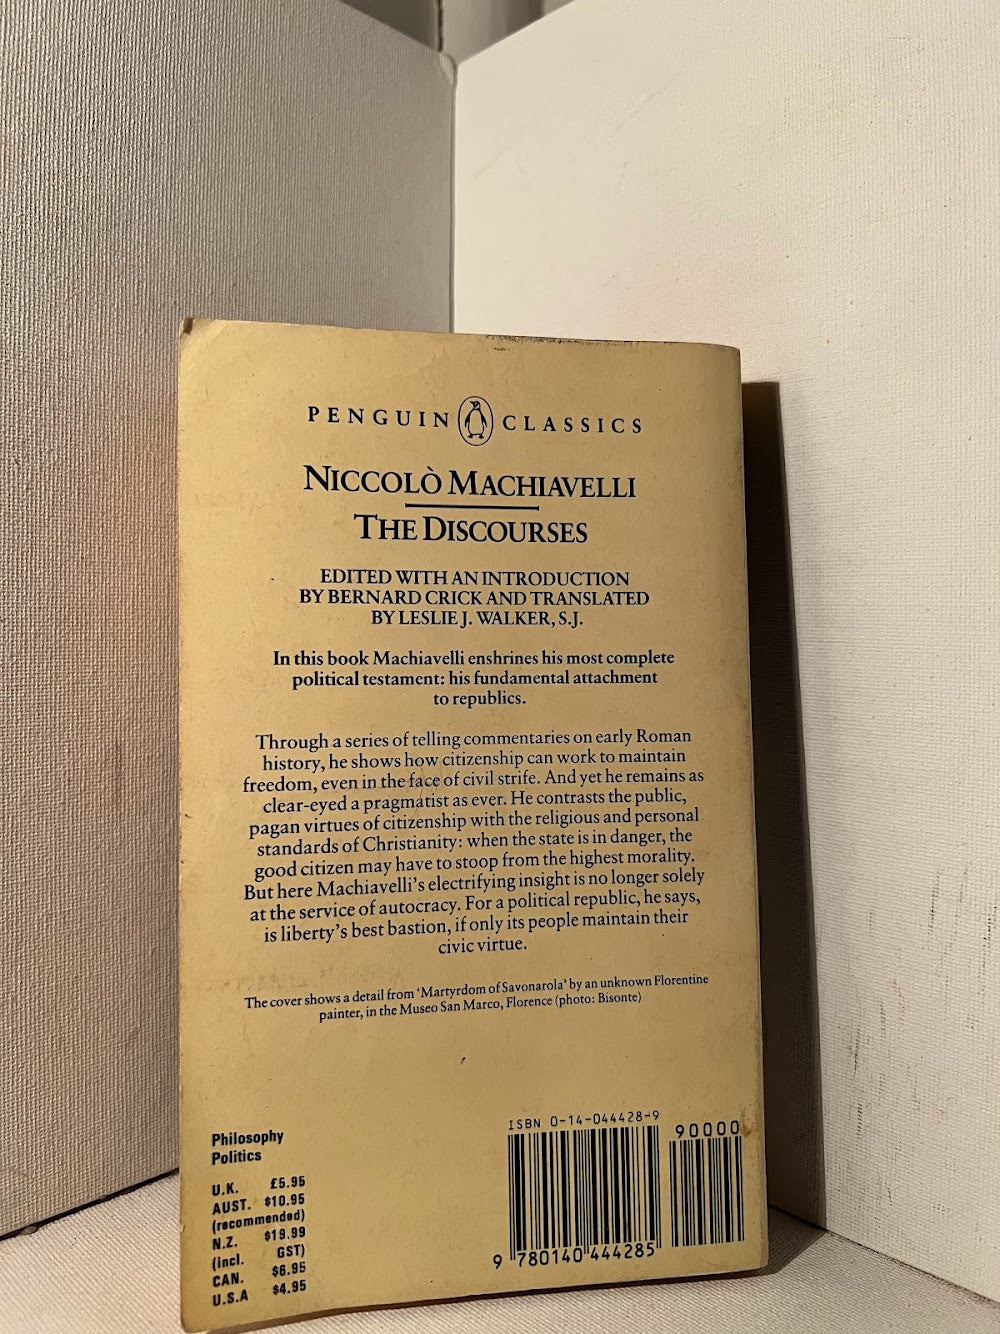 PENGUIN CLASSICS
NICCOLÒ MACHIAVELLI
THE DISCOURSES
EDITED WITH AN INTRODUCTION
BY BERNARD CRICK AND TRANSLATED
BY LESLIE J. WALKER, S.J.
In this book Machiavelli enshrines his most complete
political testament: his fundamental attachment
to republics.
Through a series of telling commentaries on early Roman
history, he shows how citizenship can work to maintain
freedom, even in the face of civil strife. And yet he remains as
clear-eyed a pragmatist as ever. He contrasts the public,
pagan virtues of citizenship with the religious and personal
standards of Christianity: when the state is in danger, the
good citizen may have to stoop from the highest morality.
But here Machiavelli's electrifying insight is no longer solely
at the service of autocracy. For a political republic, he says,
is liberty's best bastion, if only its people maintain their
civic virtue.
The cover shows a detail from 'Martyrdom of Savonarola' by an unknown Florentine
painter, in the Museo San Marco, Florence (photo: Bisonte)
Philosophy
Politics
U.K. £5.95
AUST. $10.95
(recommended)
N.Z. $19.99
(incl. GST)
CAN. $6.95
U.S.A $4.95
ISBN 0-14-044428-9
90000
9 780140 444285